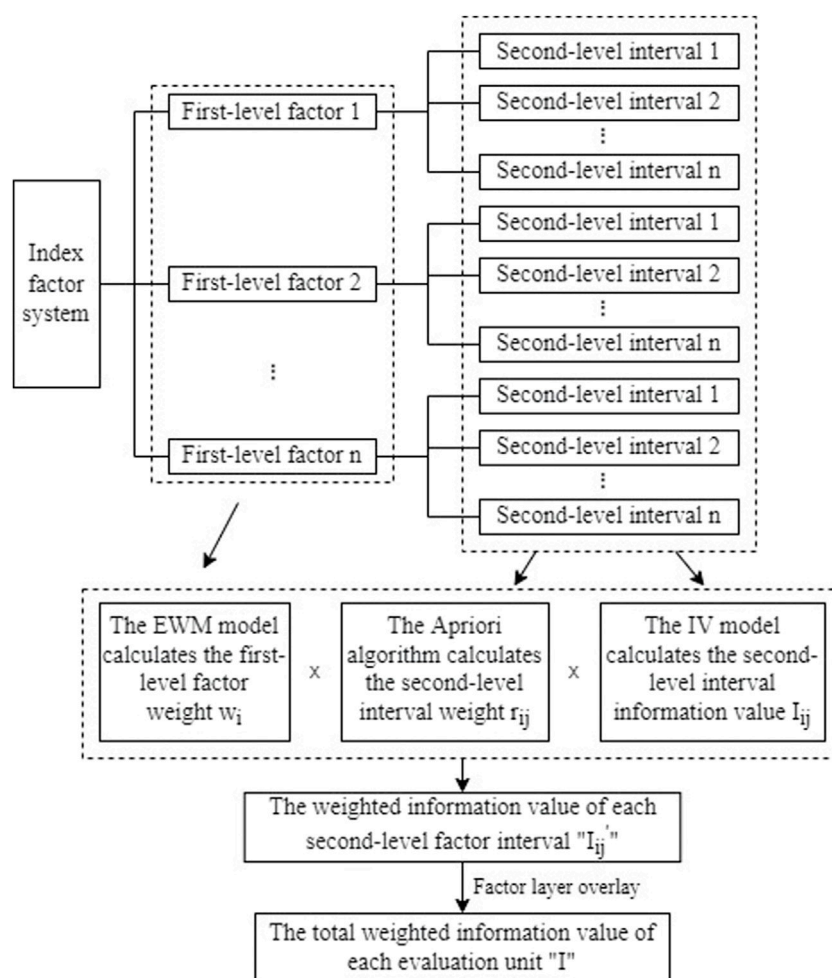 Index
factor
system
First-level factor 1
First-level factor 2
⋮
First-level factor n
Second-level interval 1
Second-level interval 2
⋮
Second-level interval n
Second-level interval 1
Second-level interval 2
⋮
Second-level interval n
Second-level interval 1
Second-level interval 2
⋮
Second-level interval n
The EWM model
calculates the first-
level factor
weight wᵢ
x
The Apriori
algorithm calculates
the second-level
interval weight rᵢⱼ
x
The IV model
calculates the second-
level interval
information value Iᵢⱼ
The weighted information value of each
second-level factor interval "Iᵢⱼ'"
Factor layer overlay
The total weighted information value of
each evaluation unit "I"